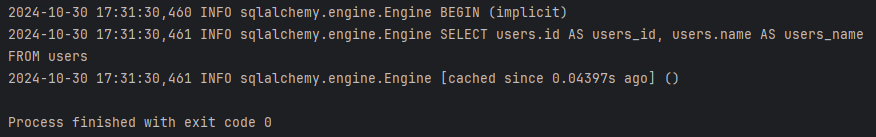 2024-10-30 17:31:30,460 INFO sqlalchemy.engine.Engine BEGIN (implicit)
2024-10-30 17:31:30,461 INFO sqlalchemy.engine.Engine SELECT users.id AS users_id, users.name AS users_name
FROM users
2024-10-30 17:31:30,461 INFO sqlalchemy.engine.Engine [cached since 0.04397s ago] ()
Process finished with exit code 0